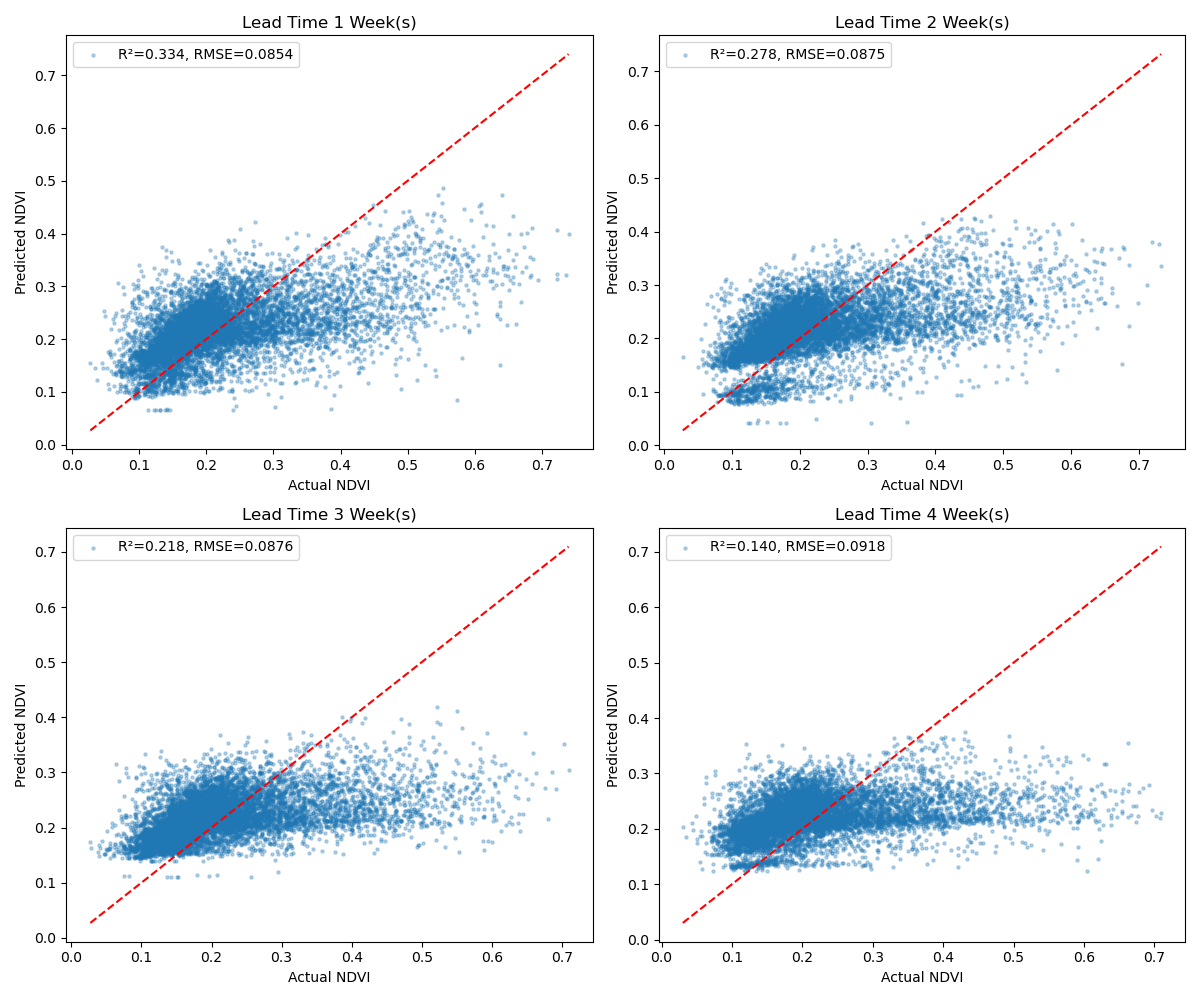 Lead Time 1 Week(s)
R²=0.334, RMSE=0.0854
Predicted NDVI
0.7
0.6
0.5
0.4
0.3
0.2
0.1
0.0
0.0 0.1 0.2 0.3 0.4 0.5 0.6 0.7
Actual NDVI
Lead Time 2 Week(s)
R²=0.278, RMSE=0.0875
Predicted NDVI
0.7
0.6
0.5
0.4
0.3
0.2
0.1
0.0
0.0 0.1 0.2 0.3 0.4 0.5 0.6 0.7
Actual NDVI
Lead Time 3 Week(s)
R²=0.218, RMSE=0.0876
Predicted NDVI
0.7
0.6
0.5
0.4
0.3
0.2
0.1
0.0
0.0 0.1 0.2 0.3 0.4 0.5 0.6 0.7
Actual NDVI
Lead Time 4 Week(s)
R²=0.140, RMSE=0.0918
Predicted NDVI
0.7
0.6
0.5
0.4
0.3
0.2
0.1
0.0
0.0 0.1 0.2 0.3 0.4 0.5 0.6 0.7
Actual NDVI